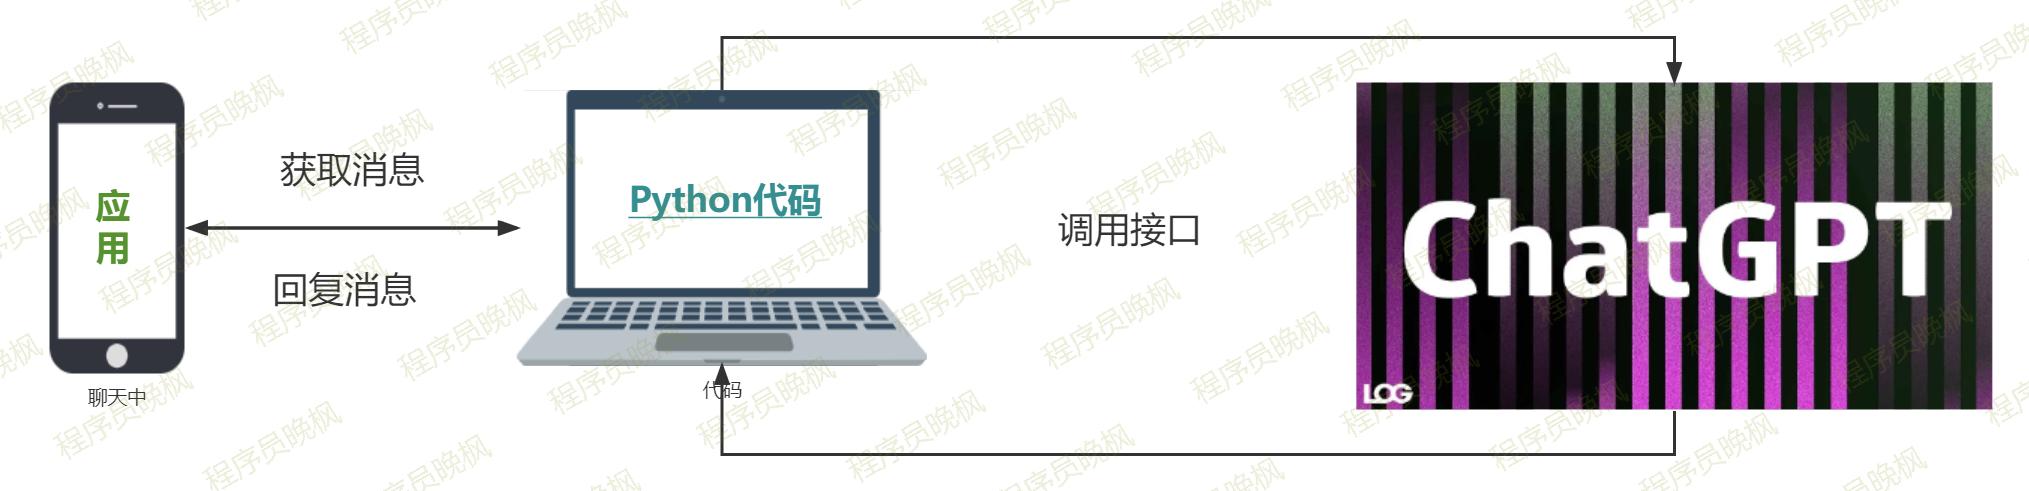 应
用
聊天中
获取消息
回复消息
Python代码
代码
调用接口
ChatGPT
LOG
程序员晚枫